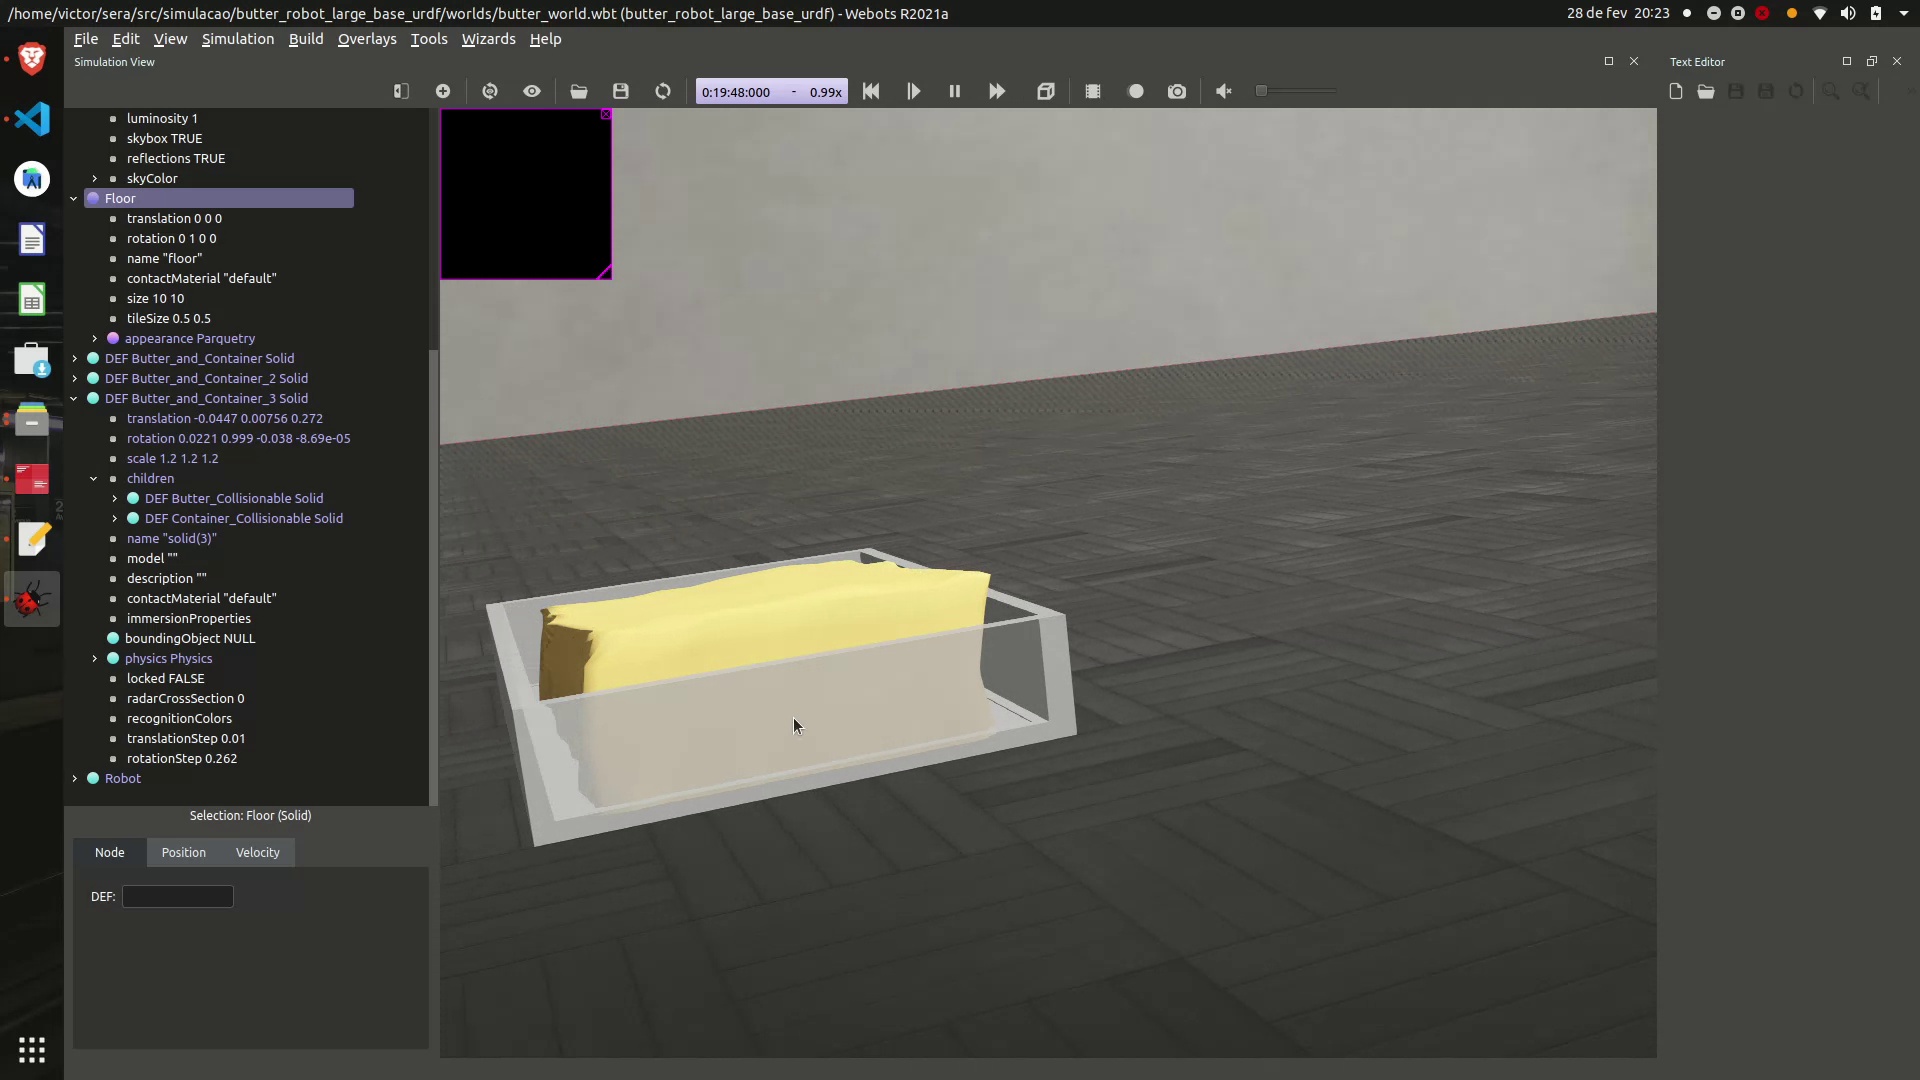 /home/victor/sera/src/simulacao/butter_robot_large_base_urdf/worlds/butter_world.wbt (butter_robot_large_base_urdf) - Webots R2021a
28 de fev 20:23
File Edit View Simulation Build Overlays Tools Wizards Help
Simulation View
Text Editor
0:19:48:000 - 0.99x
luminosity 1
skybox TRUE
reflections TRUE
skyColor
Floor
translation 0 0 0
rotation 0 1 0 0
name "floor"
contactMaterial "default"
size 10 10
tileSize 0.5 0.5
appearance Parquetry
DEF Butter_and_Container Solid
DEF Butter_and_Container_2 Solid
DEF Butter_and_Container_3 Solid
translation -0.0447 0.00756 0.272
rotation 0.0221 0.999 -0.038 -8.69e-05
scale 1.2 1.2 1.2
children
DEF Butter_Collisionable Solid
DEF Container_Collisionable Solid
name "solid(3)"
model ""
description ""
contactMaterial "default"
immersionProperties
boundingObject NULL
physics Physics
locked FALSE
radarCrossSection 0
recognitionColors
translationStep 0.01
rotationStep 0.262
Robot
Selection: Floor (Solid)
Node Position Velocity
DEF: